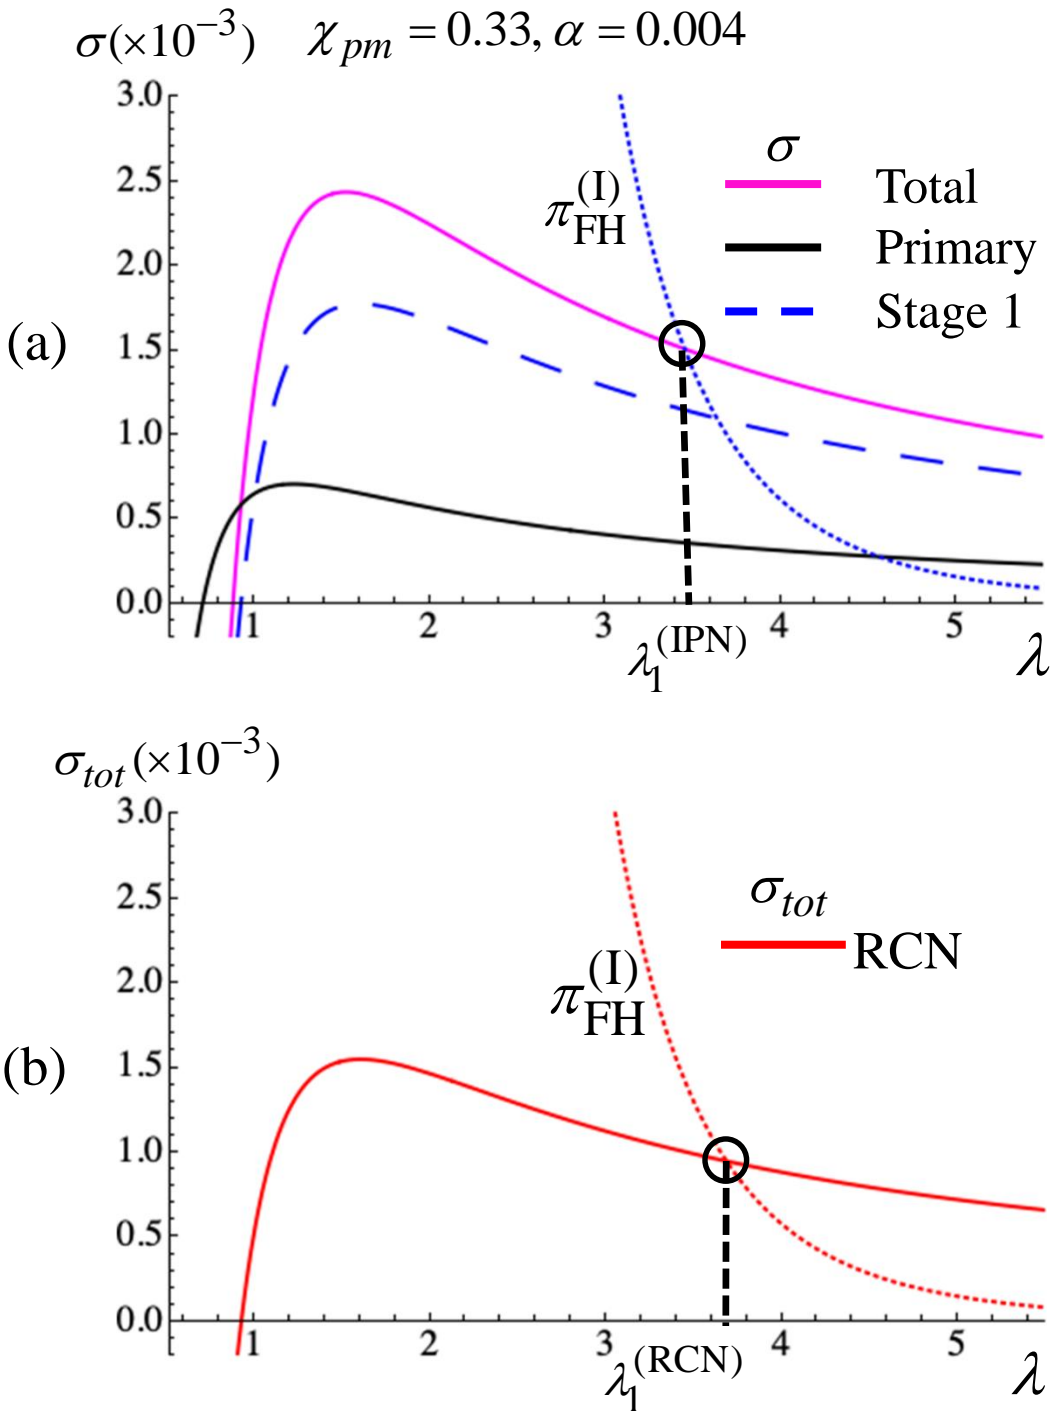 σ(×10⁻³) χ_pm = 0.33, α = 0.004
3.0
2.5
2.0
1.5
1.0
0.5
0.0
(a)
π_FH^(I)
σ
Total
Primary
Stage 1
1 2 3 4 5
λ₁^(IPN) λ
σ_tot(×10⁻³)
3.0
2.5
2.0
1.5
1.0
0.5
0.0
(b)
π_FH^(I)
σ_tot
RCN
1 2 3 4 5
λ₁^(RCN) λ